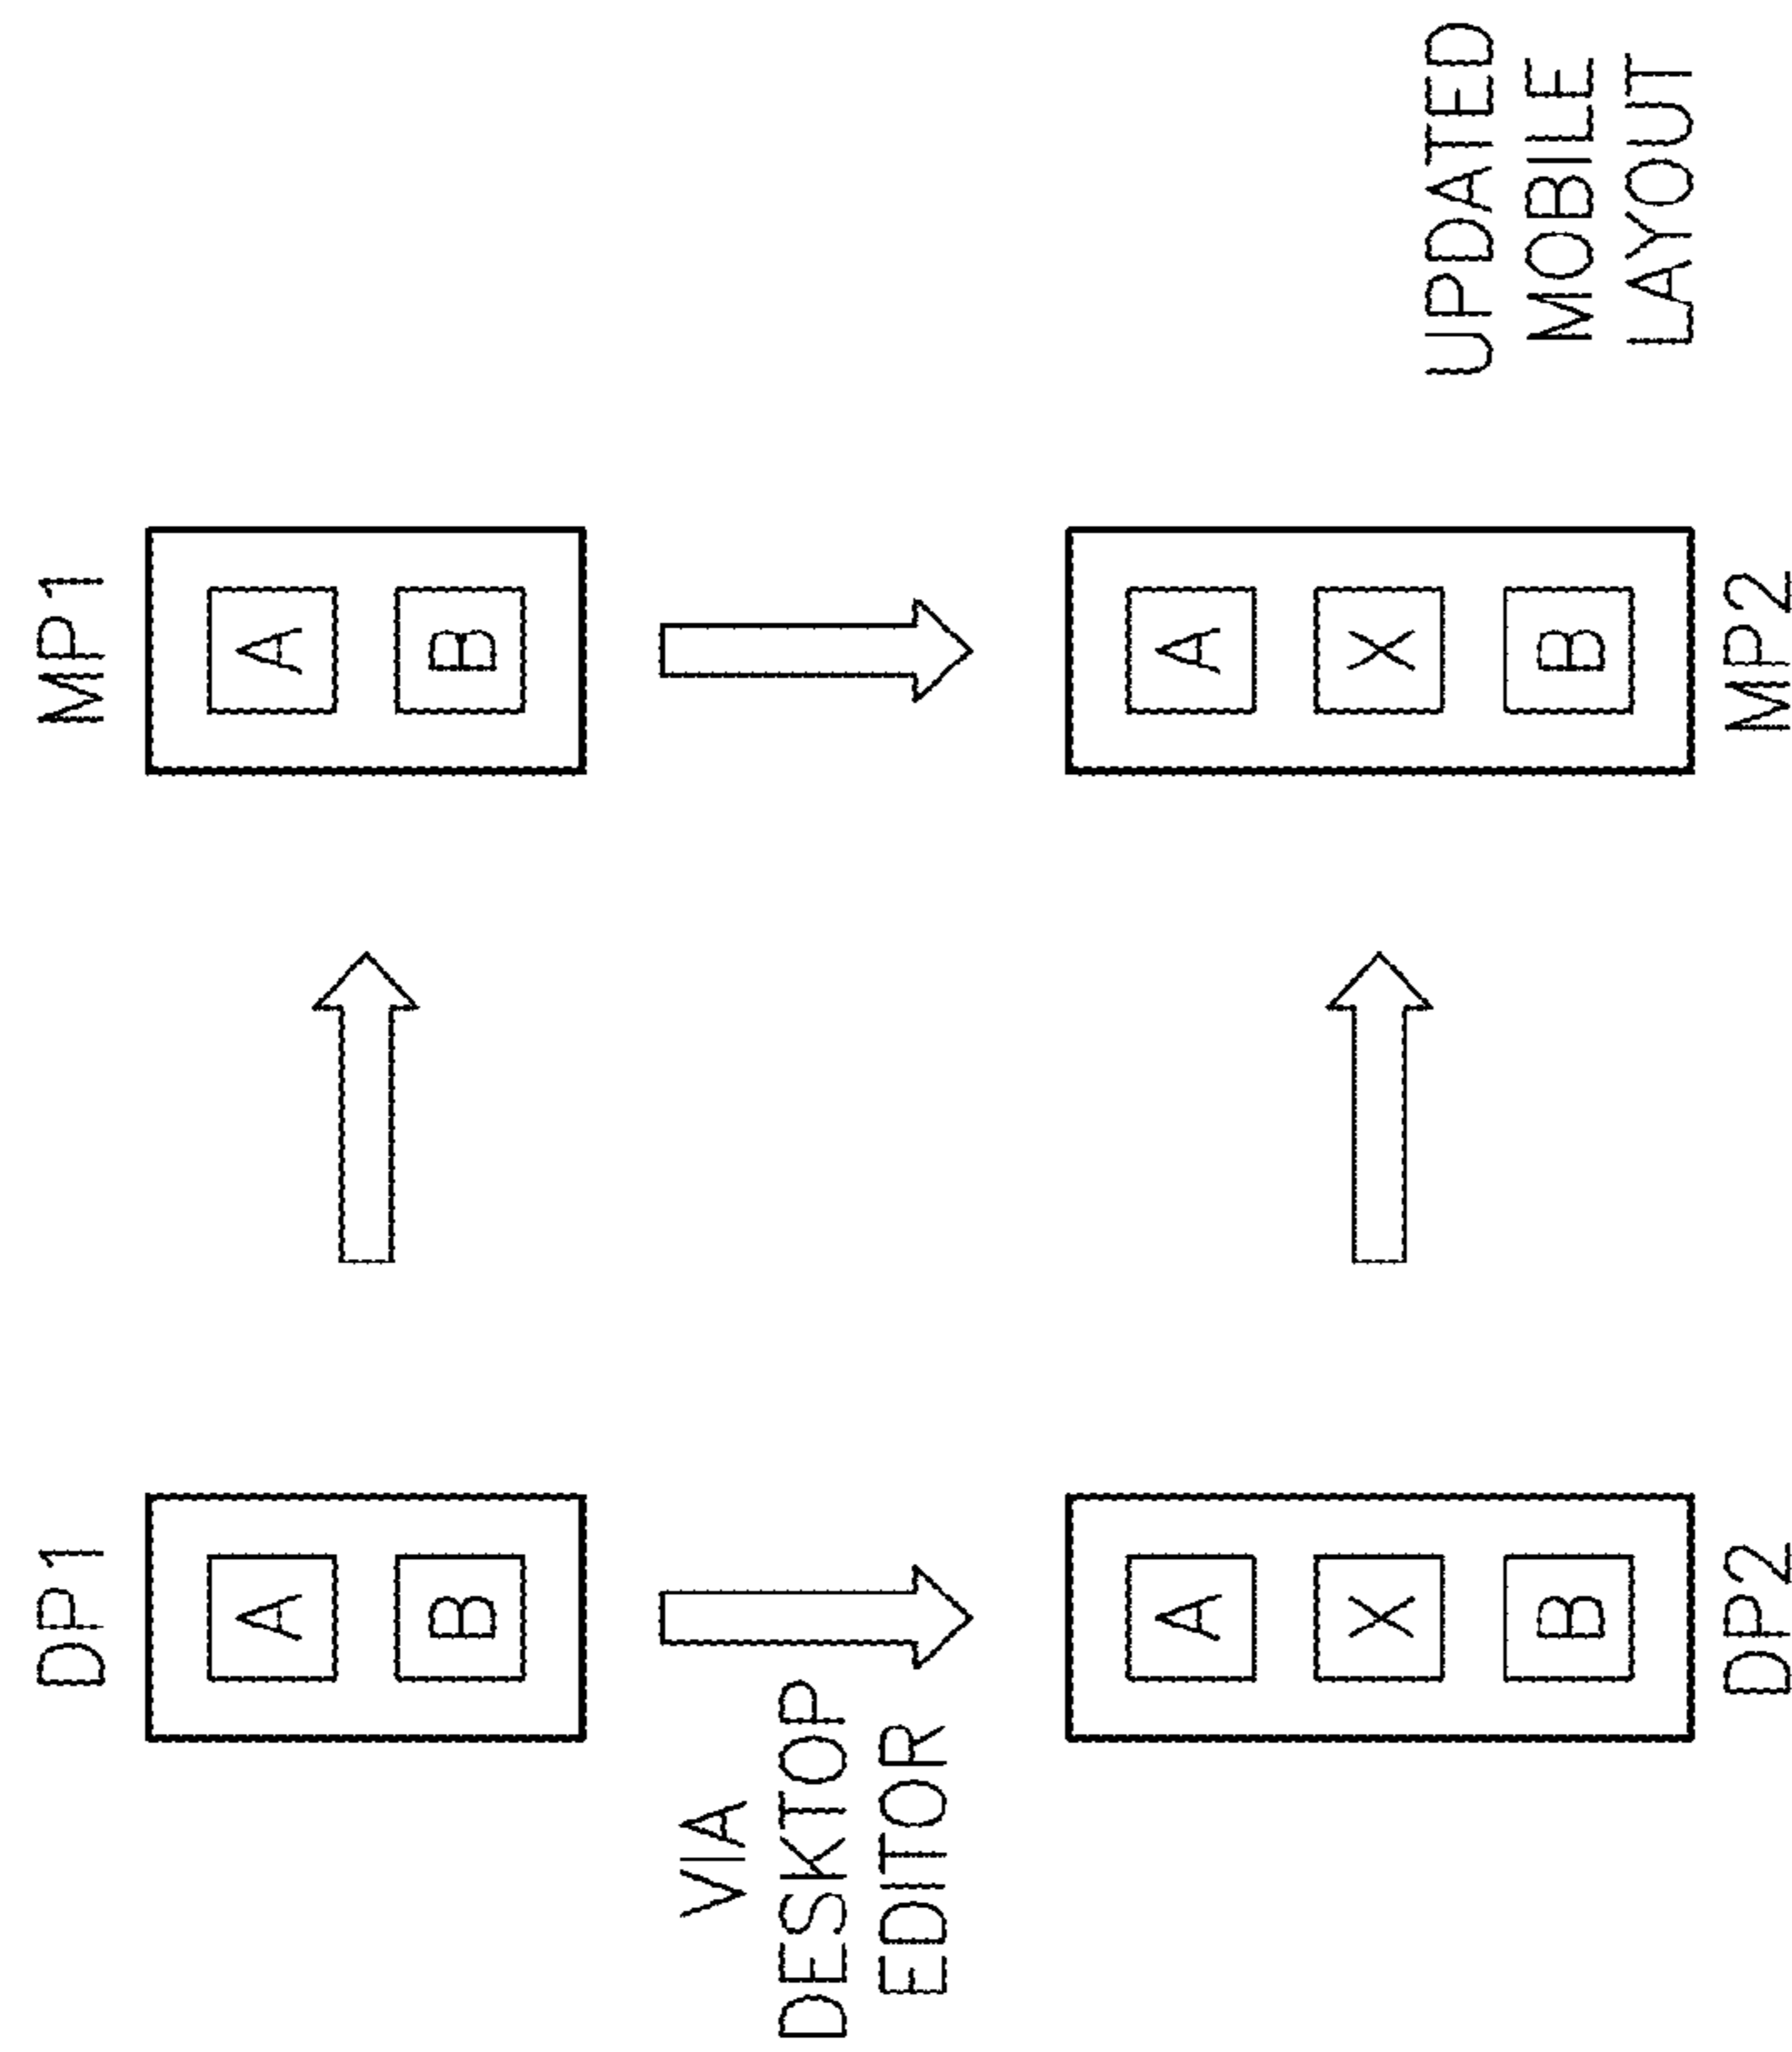 DP1
MP1
A
A
B
B
VIA
DESKTOP
EDITOR
A
X
B
DP2
A
X
B
MP2
UPDATED
MOBILE
LAYOUT